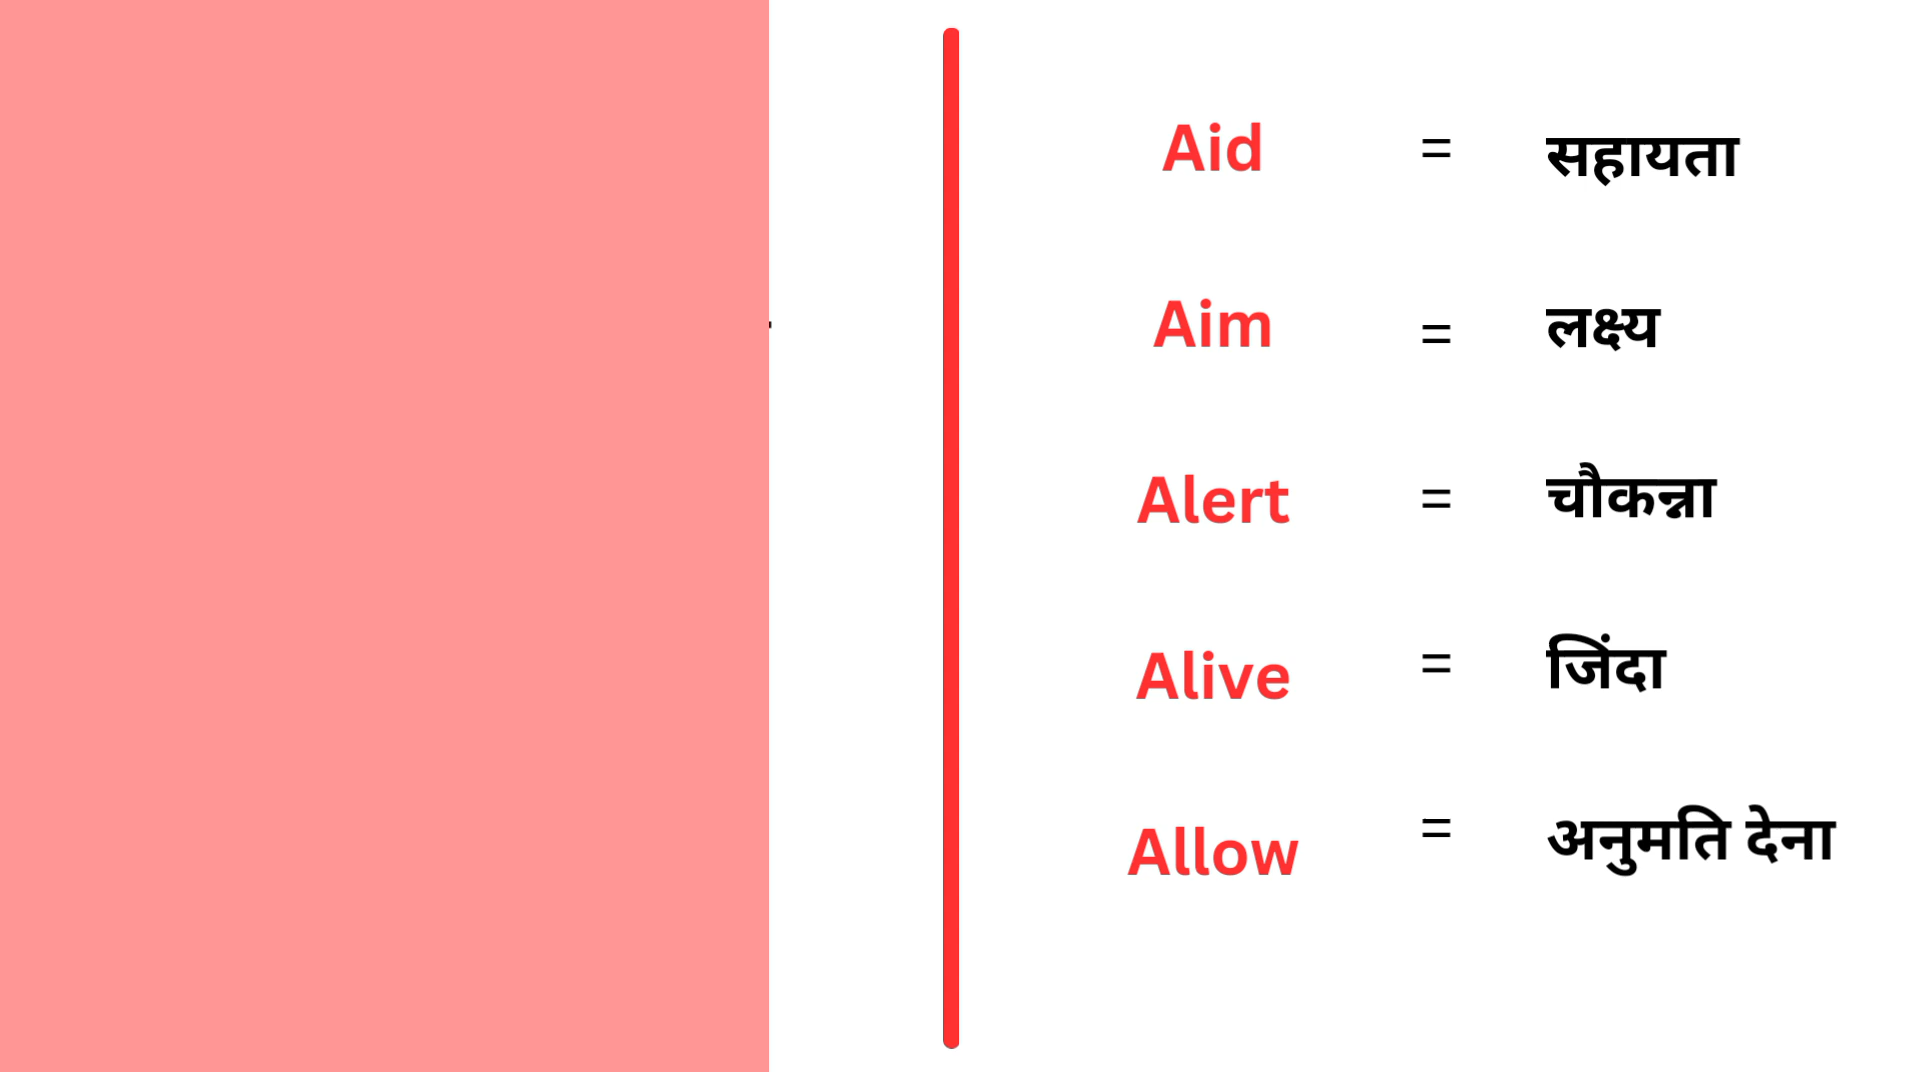 Aid = सहायता
Aim = लक्ष्य
Alert = चौकन्ना
Alive = जिंदा
Allow = अनुमति देना